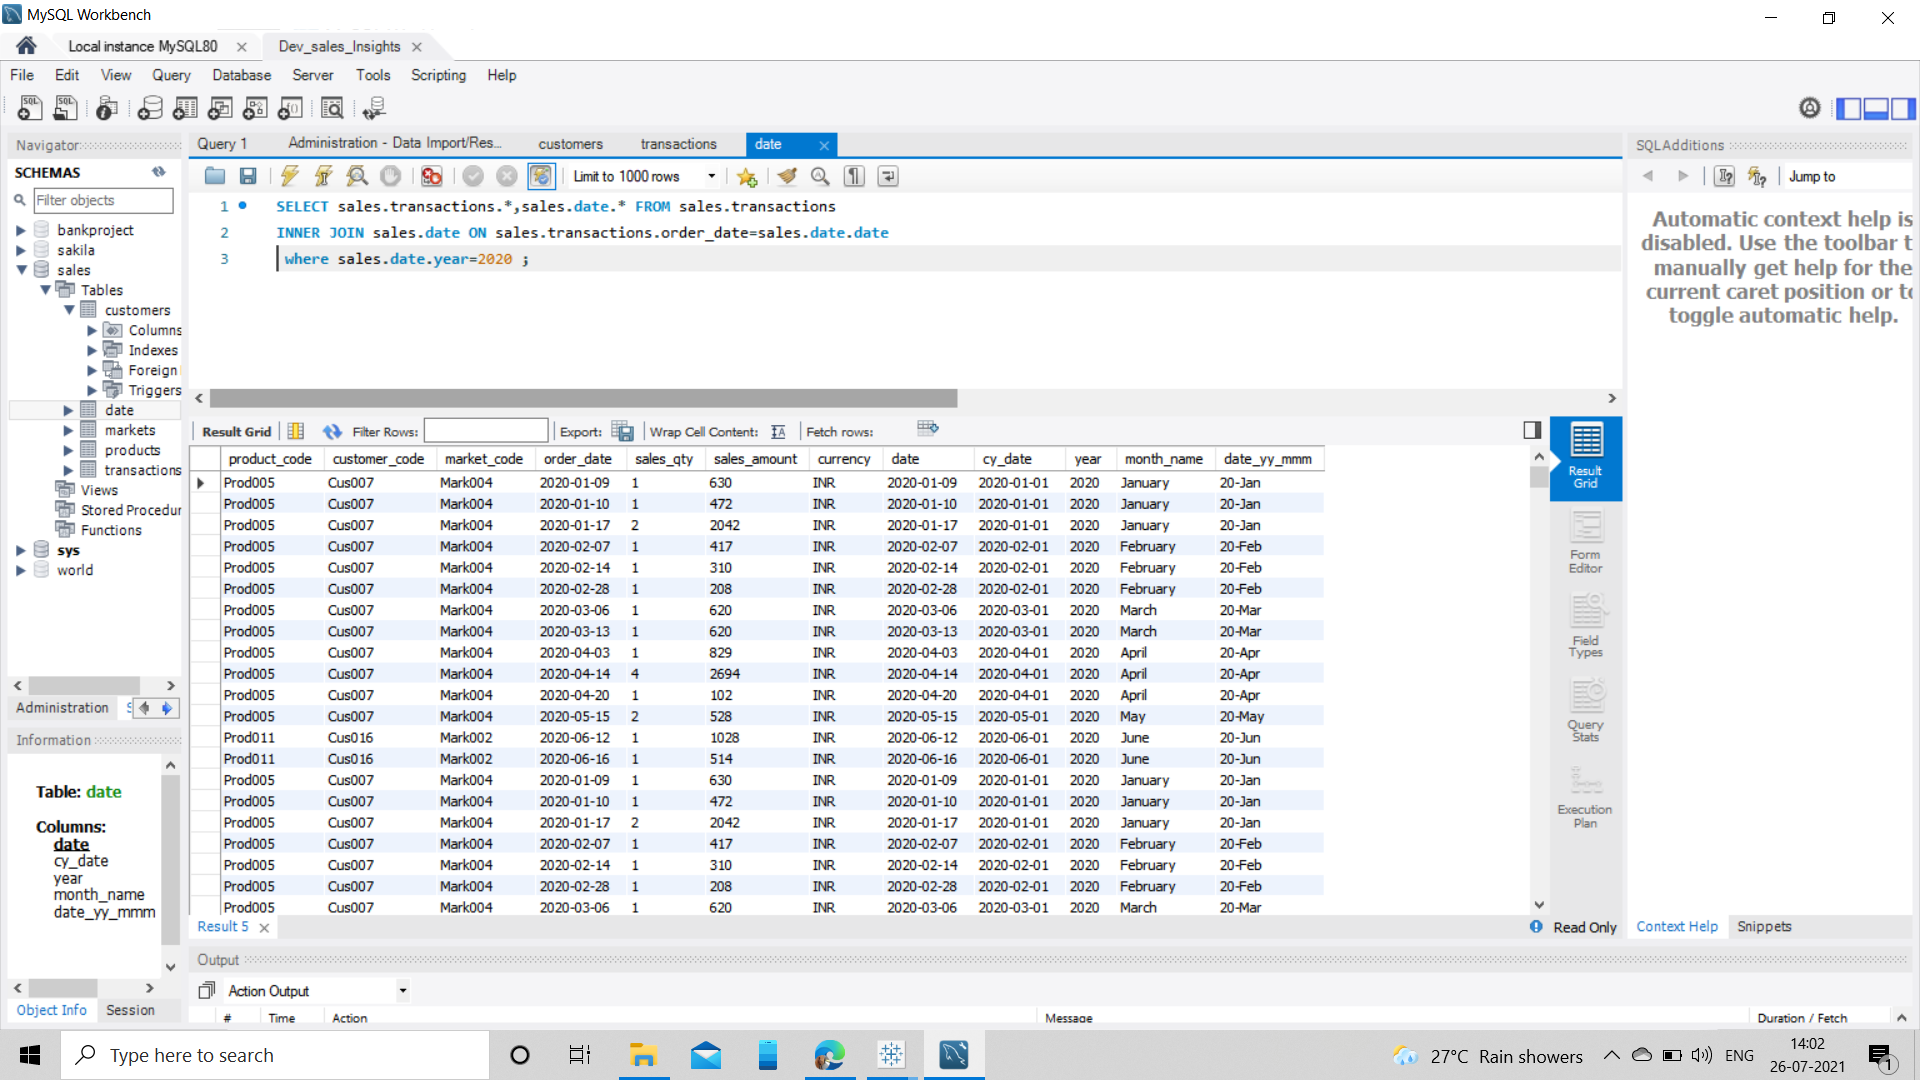 MySQL Workbench
Local instance MySQL80
Dev_sales_Insights
File Edit View Query Database Server Tools Scripting Help
Navigator
SCHEMAS
Filter objects
bankproject
sakila
sales
Tables
customers
Columns
Indexes
Foreign
Triggers
date
markets
products
transactions
Views
Stored Procedur
Functions
sys
world
Administration S
Information
Table: date
Columns:
date
cy_date
year
month_name
date_yy_mmm
Object Info Session
Query 1 Administration - Data Import/Res... customers transactions date
Limit to 1000 rows
1 SELECT sales.transactions.*,sales.date.* FROM sales.transactions
2 INNER JOIN sales.date ON sales.transactions.order_date=sales.date.date
3 where sales.date.year=2020 ;
Result Grid Filter Rows: Export: Wrap Cell Content: Fetch rows:
product_code customer_code market_code order_date sales_qty sales_amount currency date cy_date year month_name date_yy_mmm
Prod005 Cus007 Mark004 2020-01-09 1 630 INR 2020-01-09 2020-01-01 2020 January 20-Jan
Prod005 Cus007 Mark004 2020-01-10 1 472 INR 2020-01-10 2020-01-01 2020 January 20-Jan
Prod005 Cus007 Mark004 2020-01-17 2 2042 INR 2020-01-17 2020-01-01 2020 January 20-Jan
Prod005 Cus007 Mark004 2020-02-07 1 417 INR 2020-02-07 2020-02-01 2020 February 20-Feb
Prod005 Cus007 Mark004 2020-02-14 1 310 INR 2020-02-14 2020-02-01 2020 February 20-Feb
Prod005 Cus007 Mark004 2020-02-28 1 208 INR 2020-02-28 2020-02-01 2020 February 20-Feb
Prod005 Cus007 Mark004 2020-03-06 1 620 INR 2020-03-06 2020-03-01 2020 March 20-Mar
Prod005 Cus007 Mark004 2020-03-13 1 620 INR 2020-03-13 2020-03-01 2020 March 20-Mar
Prod005 Cus007 Mark004 2020-04-03 1 829 INR 2020-04-03 2020-04-01 2020 April 20-Apr
Prod005 Cus007 Mark004 2020-04-14 4 2694 INR 2020-04-14 2020-04-01 2020 April 20-Apr
Prod005 Cus007 Mark004 2020-04-20 1 102 INR 2020-04-20 2020-04-01 2020 April 20-Apr
Prod005 Cus007 Mark004 2020-05-15 2 528 INR 2020-05-15 2020-05-01 2020 May 20-May
Prod011 Cus016 Mark002 2020-06-12 1 1028 INR 2020-06-12 2020-06-01 2020 June 20-Jun
Prod011 Cus016 Mark002 2020-06-16 1 514 INR 2020-06-16 2020-06-01 2020 June 20-Jun
Prod005 Cus007 Mark004 2020-01-09 1 630 INR 2020-01-09 2020-01-01 2020 January 20-Jan
Prod005 Cus007 Mark004 2020-01-10 1 472 INR 2020-01-10 2020-01-01 2020 January 20-Jan
Prod005 Cus007 Mark004 2020-01-17 2 2042 INR 2020-01-17 2020-01-01 2020 January 20-Jan
Prod005 Cus007 Mark004 2020-02-07 1 417 INR 2020-02-07 2020-02-01 2020 February 20-Feb
Prod005 Cus007 Mark004 2020-02-14 1 310 INR 2020-02-14 2020-02-01 2020 February 20-Feb
Prod005 Cus007 Mark004 2020-02-28 1 208 INR 2020-02-28 2020-02-01 2020 February 20-Feb
Prod005 Cus007 Mark004 2020-03-06 1 620 INR 2020-03-06 2020-03-01 2020 March 20-Mar
Result 5
Read Only
Result
Grid
Form
Editor
Field
Types
Query
Stats
Execution
Plan
Output
Action Output
# Time Action Message Duration / Fetch
SQLAdditions
Jump to
Automatic context help is
disabled. Use the toolbar t
manually get help for the
current caret position or to
toggle automatic help.
Context Help Snippets
Type here to search
27°C Rain showers
ENG
14:02
26-07-2021
1